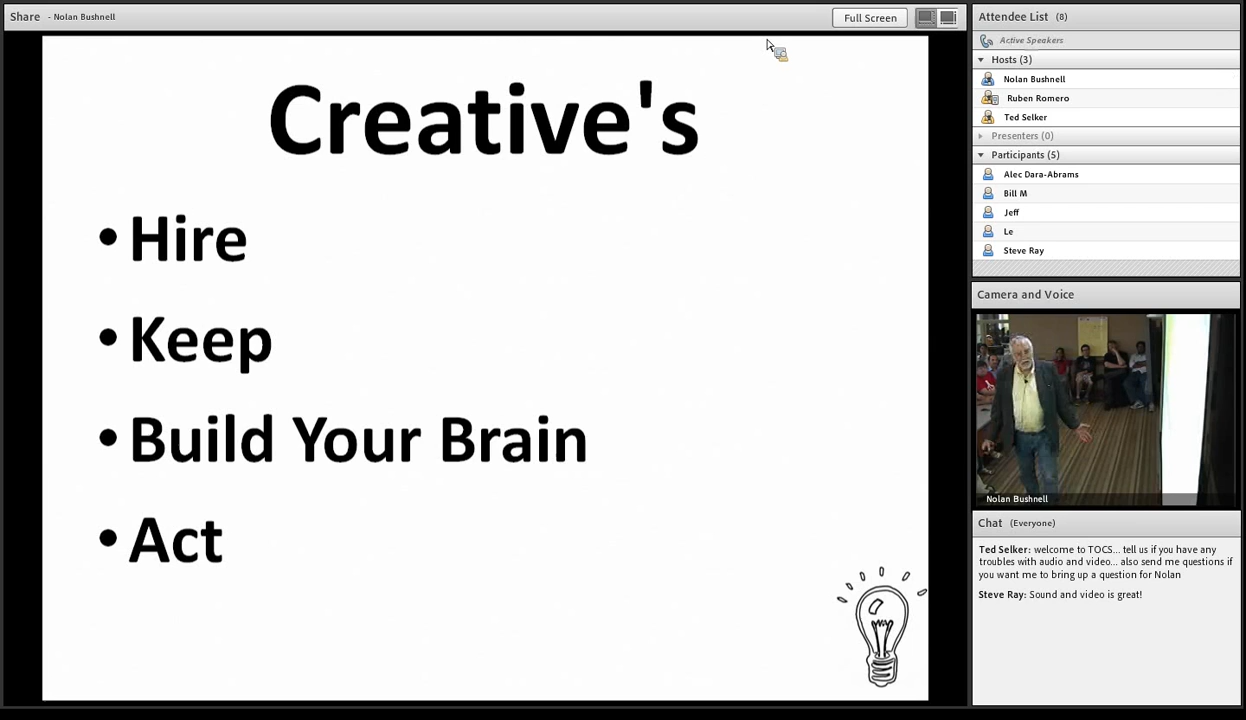 Share - Nolan Bushnell
Full Screen
Creative's
• Hire
• Keep
• Build Your Brain
• Act
Attendee List (8)
Active Speakers
Hosts (3)
Nolan Bushnell
Ruben Romero
Ted Selker
Presenters (0)
Participants (5)
Alec Dara-Abrams
Bill M
Jeff
Le
Steve Ray
Camera and Voice
Nolan Bushnell
Chat (Everyone)
Ted Selker: welcome to TOCS... tell us if you have any
troubles with audio and video... also send me questions if
you want me to bring up a question for Nolan
Steve Ray: Sound and video is great!